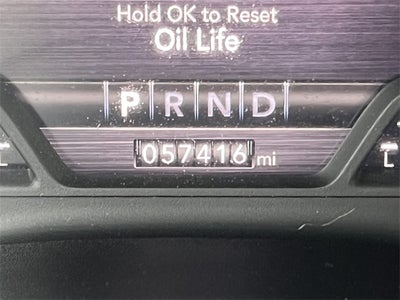 Hold OK to Reset
Oil Life
P R N D
057416 mi
L L